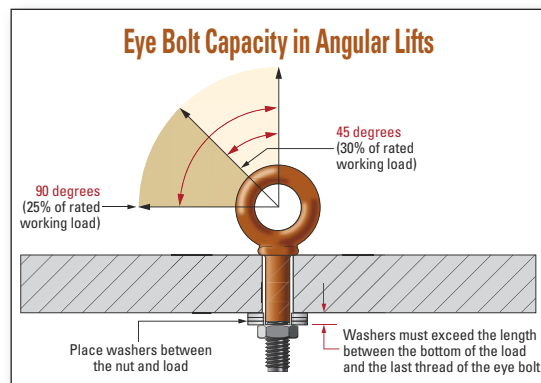 Eye Bolt Capacity in Angular Lifts
45 degrees
(30% of rated
working load)
90 degrees
(25% of rated
working load)
Place washers between
the nut and load
Washers must exceed the length
between the bottom of the load
and the last thread of the eye bolt